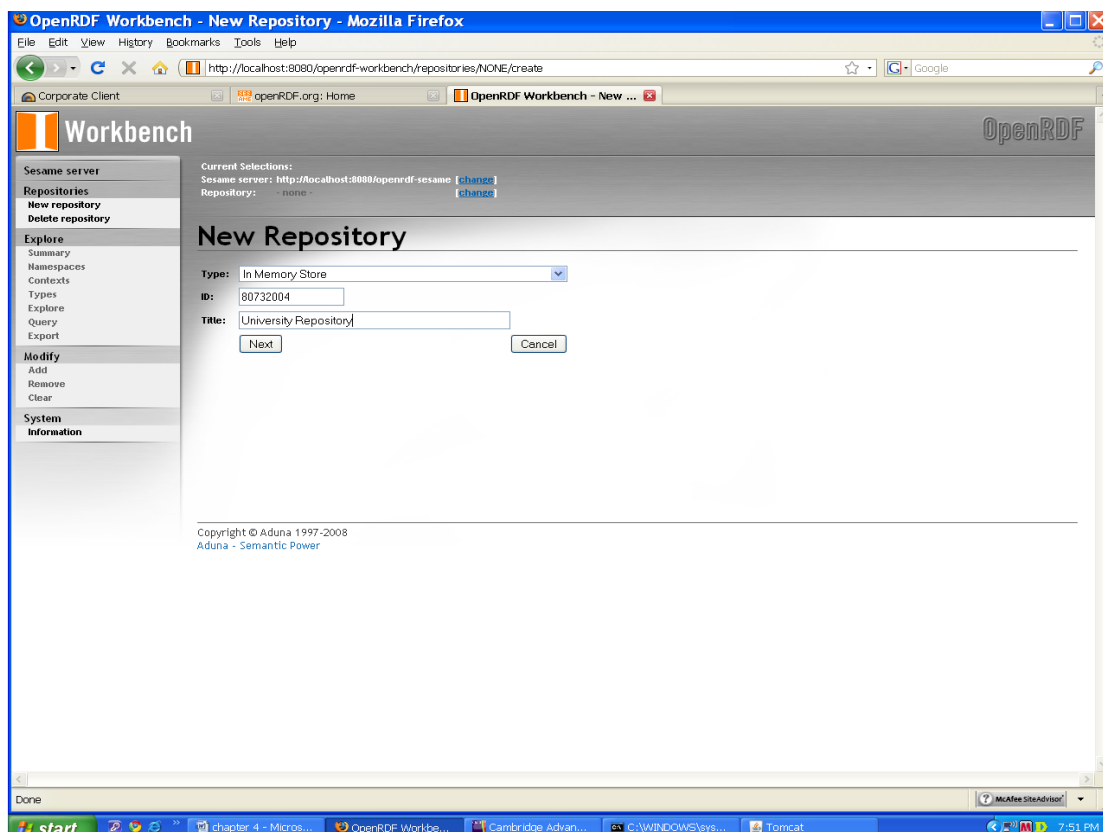 OpenRDF Workbench - New Repository - Mozilla Firefox
File Edit View History Bookmarks Tools Help
http://localhost:8080/openrdf-workbench/repositories/NONE/create
G Google
Corporate Client
openRDF.org: Home
OpenRDF Workbench - New ...
Workbench
OpenRDF
Sesame server
Repositories
New repository
Delete repository
Explore
Summary
Namespaces
Contexts
Types
Explore
Query
Export
Modify
Add
Remove
Clear
System
Information
Current Selections:
Sesame server: http://localhost:8080/openrdf-sesame [change]
Repository: - none - [change]
New Repository
Type: In Memory Store
ID: 80732004
Title: University Repository
Next Cancel
Copyright © Aduna 1997-2008
Aduna - Semantic Power
Done
? McAfee SiteAdvisor
start
chapter 4 - Micros...
OpenRDF Workbe...
Cambridge Advan...
C:\WINDOWS\sys...
Tomcat
7:51 PM